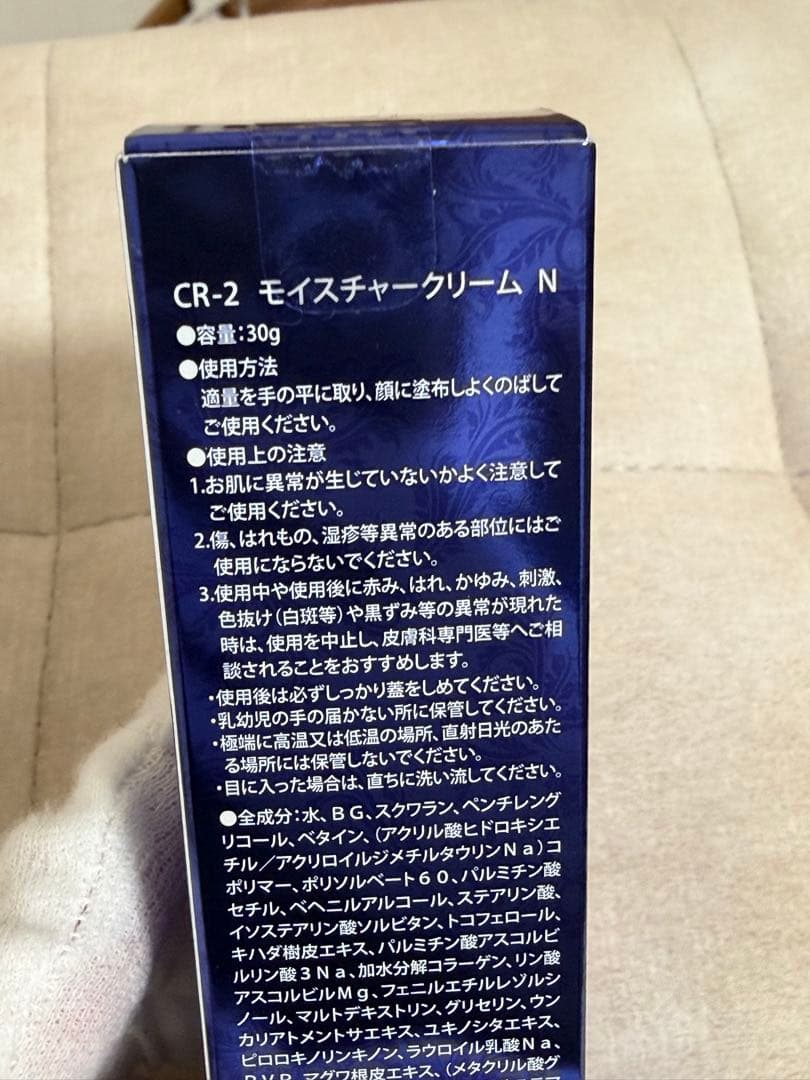 CR-2 モイスチャークリーム N
●容量:30g
●使用方法
適量を手の平に取り、顔に塗布しよくのばして
ご使用ください。
●使用上の注意
1.お肌に異常が生じていないかよく注意して
ご使用ください。
2.傷、はれもの、湿疹等異常のある部位にはご
使用にならないでください。
3.使用中や使用後に赤み、はれ、かゆみ、刺激、
色抜け(白斑等)や黒ずみ等の異常が現れた
時は、使用を中止し、皮膚科専門医等へご相
談されることをおすすめします。
・使用後は必ずしっかり蓋をしめてください。
・乳幼児の手の届かない所に保管してください。
・極端に高温又は低温の場所、直射日光のあた
る場所には保管しないでください。
・目に入った場合は、直ちに洗い流してください。
●全成分:水、BG、スクワラン、ペンチレング
リコール、ベタイン、(アクリル酸ヒドロキシエ
チル/アクリロイルジメチルタウリンNa)コ
ポリマー、ポリソルベート60、パルミチン酸
セチル、ベヘニルアルコール、ステアリン酸、
イソステアリン酸ソルビタン、トコフェロール、
キハダ樹皮エキス、パルミチン酸アスコルビ
ルリン酸3Na、加水分解コラーゲン、リン酸
アスコルビルMg、フェニルエチルレゾルシ
ノール、マルトデキストリン、グリセリン、ウン
カリアトメントサエキス、ユキノシタエキス、
ピロロキノリンキノン、ラウロイル乳酸Na、
PVP、マグワ根皮エキス、(メタクリル酸グ